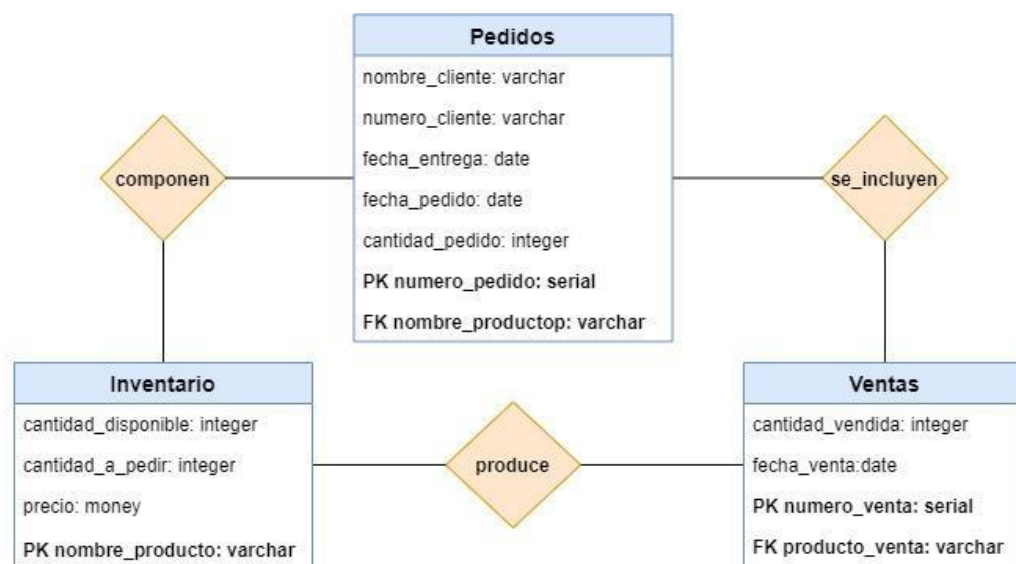 Pedidos
nombre_cliente: varchar
numero_cliente: varchar
fecha_entrega: date
fecha_pedido: date
cantidad_pedido: integer
PK numero_pedido: serial
FK nombre_productop: varchar
componen
se_incluyen
Inventario
cantidad_disponible: integer
cantidad_a_pedir: integer
precio: money
PK nombre_producto: varchar
produce
Ventas
cantidad_vendida: integer
fecha_venta:date
PK numero_venta: serial
FK producto_venta: varchar